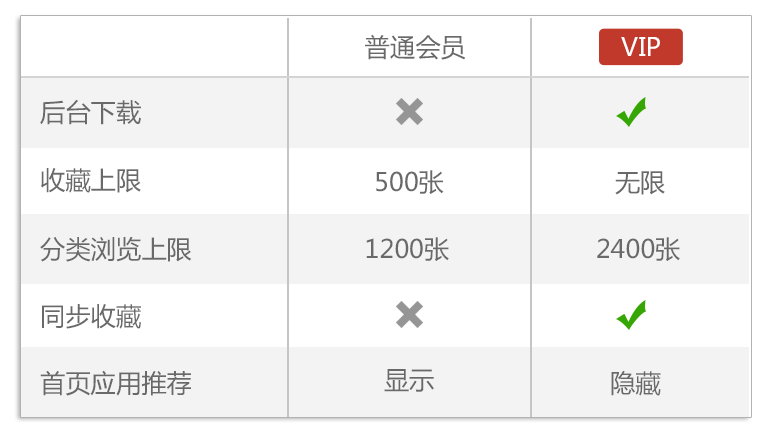 普通会员 VIP
后台下载
收藏上限 500张 无限
分类浏览上限 1200张 2400张
同步收藏
首页应用推荐 显示 隐藏